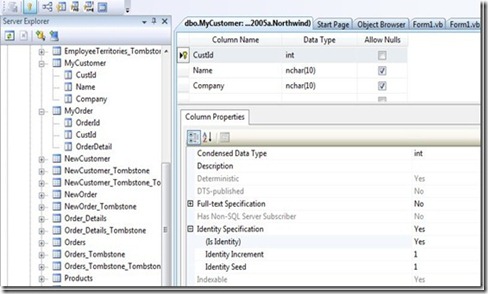 Server Explorer
EmployeeTerritories_Tombsto
MyCustomer
CustId
Name
Company
MyOrder
OrderId
CustId
OrderDetail
NewCustomer
NewCustomer_Tombstone
NewCustomer_Tombstone_To
NewOrder
NewOrder_Tombstone
Order_Details
Order_Details_Tombstone
Orders
Orders_Tombstone
Orders_Tombstone_Tombston
Products
dbo.MyCustomer: ...2005a.Northwind) Start Page Object Browser Form1.vb Form1.vb
Column Name Data Type Allow Nulls
CustId int
Name nchar(10)
Company nchar(10)
Column Properties
Condensed Data Type int
Description
Deterministic Yes
DTS-published No
Full-text Specification No
Has Non-SQL Server Subscriber No
Identity Specification Yes
(Is Identity) Yes
Identity Increment 1
Identity Seed 1
Indexable Yes